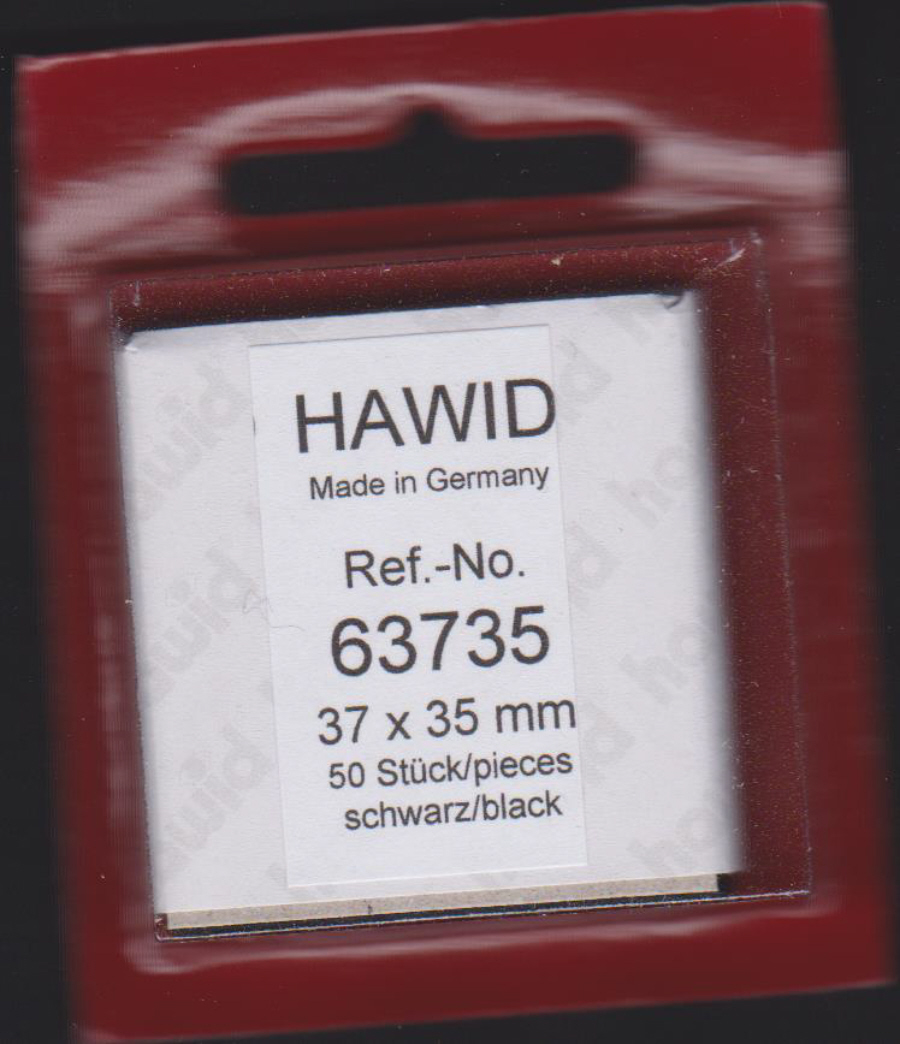 HAWID
Made in Germany
Ref.-No.
63735
37 x 35 mm
50 Stück/pieces
schwarz/black